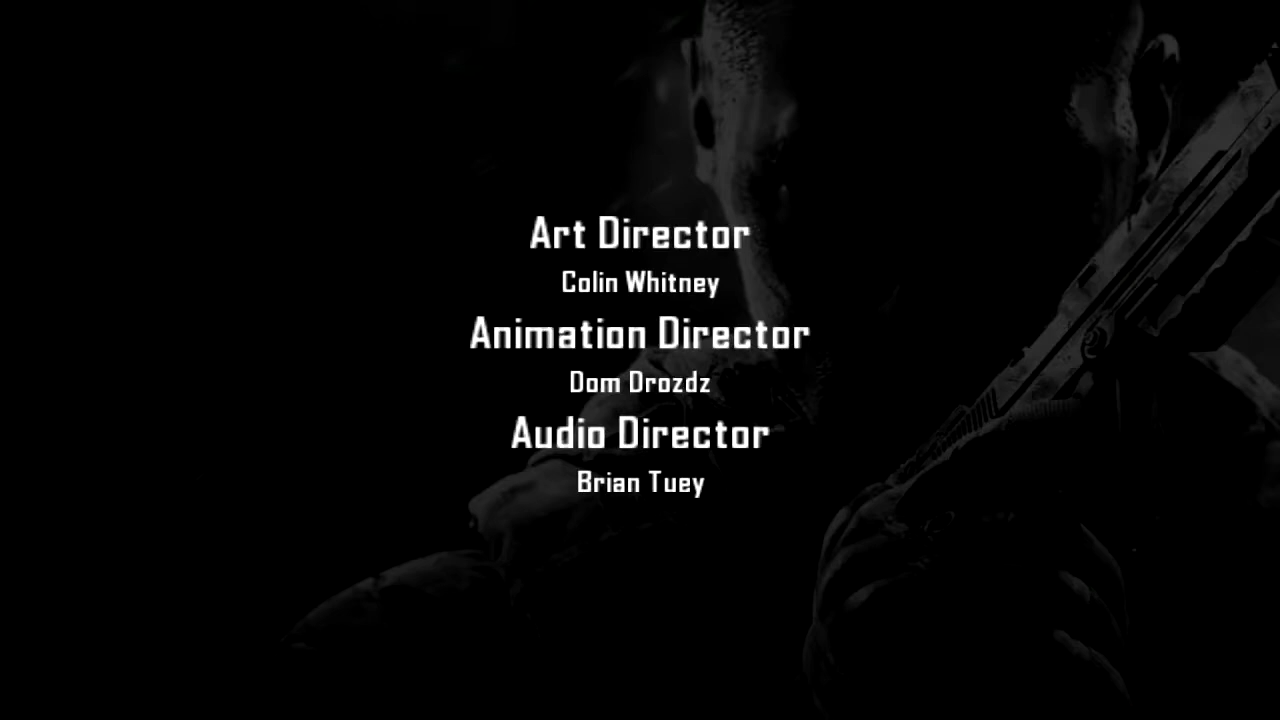 Art Director
Colin Whitney
Animation Director
Dom Drozdz
Audio Director
Brian Tuey